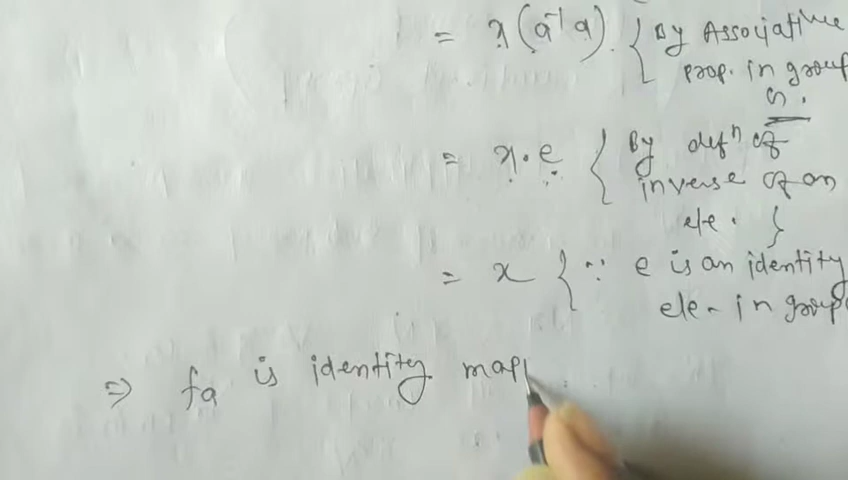 = x(a⁻¹a). { By Associative
prop. in group
G.
= x.e { By defⁿ of
inverse of an
ele. }
= x { ∵ e is an identity
ele. in group
⇒ fa is identity map